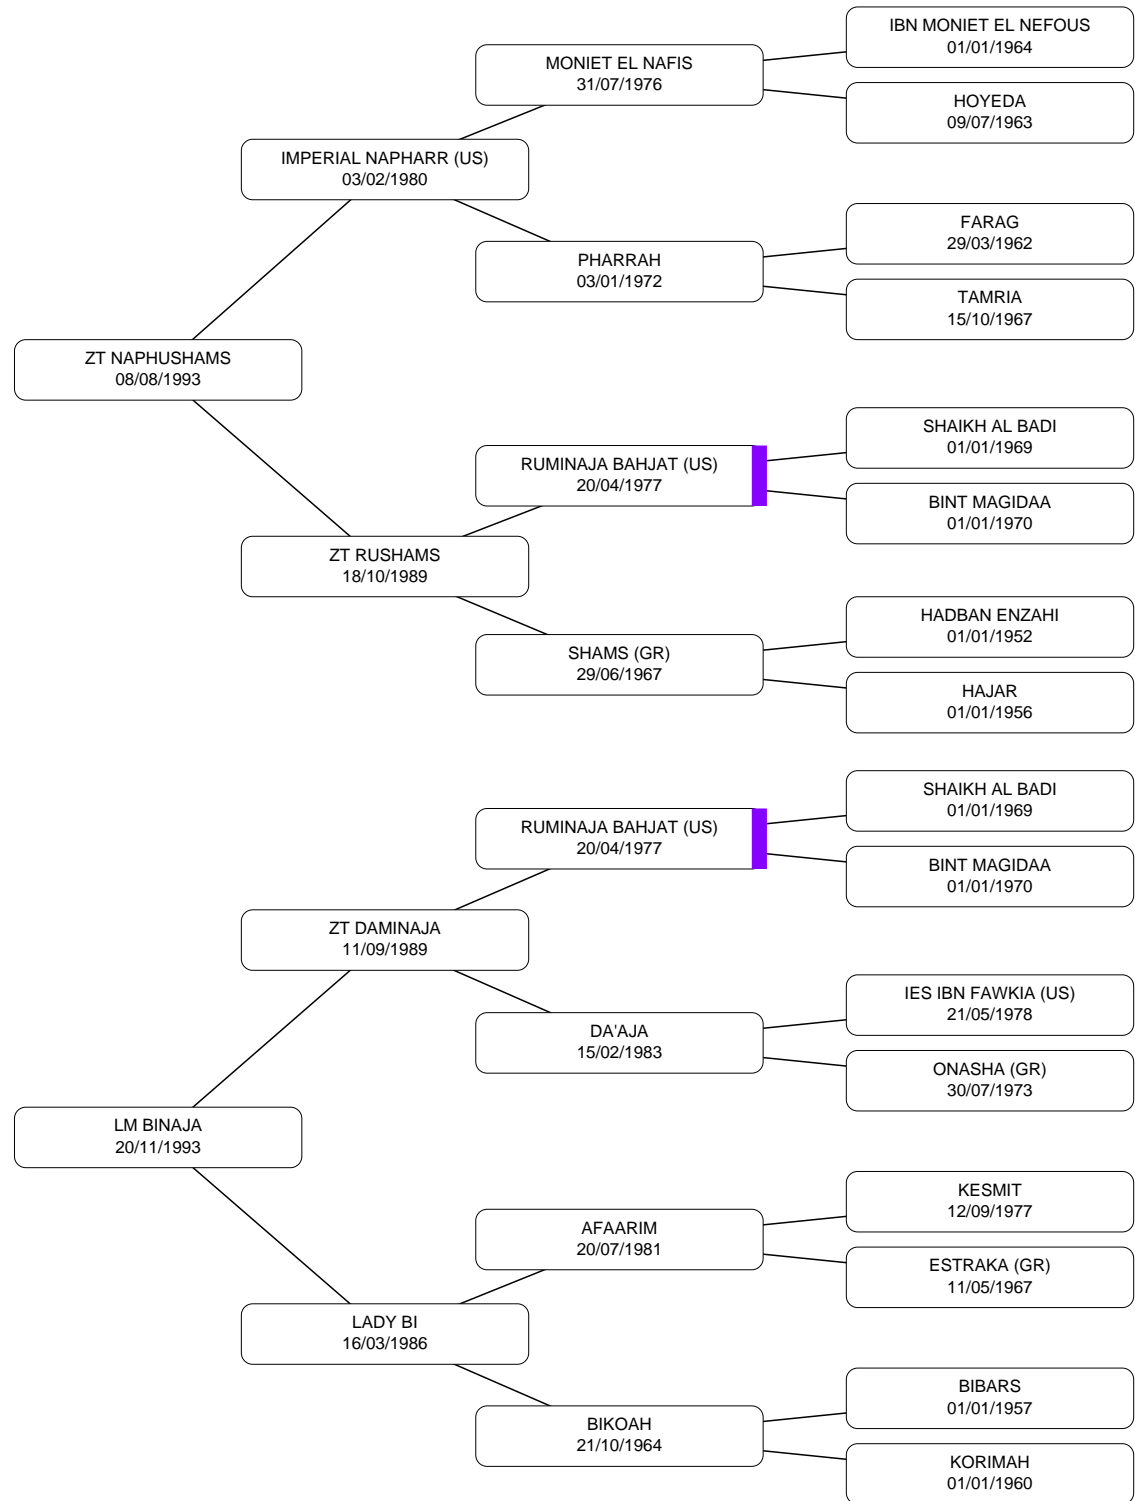 IBN MONIET EL NEFOUS
01/01/1964
MONIET EL NAFIS
31/07/1976
HOYEDA
09/07/1963
IMPERIAL NAPHARR (US)
03/02/1980
FARAG
29/03/1962
PHARRAH
03/01/1972
TAMRIA
15/10/1967
ZT NAPHUSHAMS
08/08/1993
SHAIKH AL BADI
01/01/1969
RUMINAJA BAHJAT (US)
20/04/1977
BINT MAGIDAA
01/01/1970
ZT RUSHAMS
18/10/1989
HADBAN ENZAHI
01/01/1952
SHAMS (GR)
29/06/1967
HAJAR
01/01/1956
SHAIKH AL BADI
01/01/1969
RUMINAJA BAHJAT (US)
20/04/1977
BINT MAGIDAA
01/01/1970
ZT DAMINAJA
11/09/1989
IES IBN FAWKIA (US)
21/05/1978
DA'AJA
15/02/1983
ONASHA (GR)
30/07/1973
LM BINAJA
20/11/1993
KESMIT
12/09/1977
AFAARIM
20/07/1981
ESTRAKA (GR)
11/05/1967
LADY BI
16/03/1986
BIBARS
01/01/1957
BIKOAH
21/10/1964
KORIMAH
01/01/1960